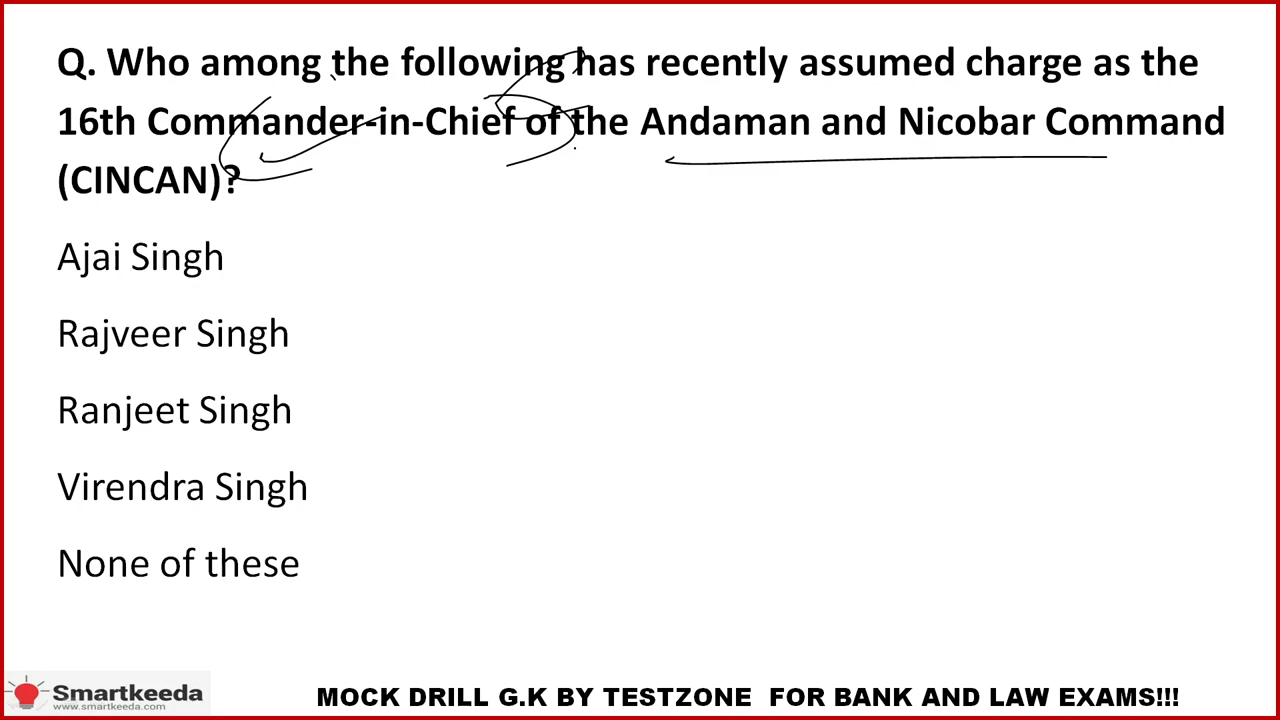 Q. Who among the following has recently assumed charge as the
16th Commander-in-Chief of the Andaman and Nicobar Command
(CINCAN)?
Ajai Singh
Rajveer Singh
Ranjeet Singh
Virendra Singh
None of these
Smartkeeda
www.smartkeeda.com
MOCK DRILL G.K BY TESTZONE FOR BANK AND LAW EXAMS!!!